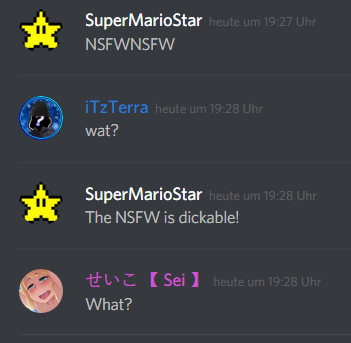 SuperMarioStar heute um 19:27 Uhr
NSFWNSFW
iTzTerra heute um 19:28 Uhr
wat?
SuperMarioStar heute um 19:28 Uhr
The NSFW is dickable!
せいこ 【 Sei 】 heute um 19:28 Uhr
What?